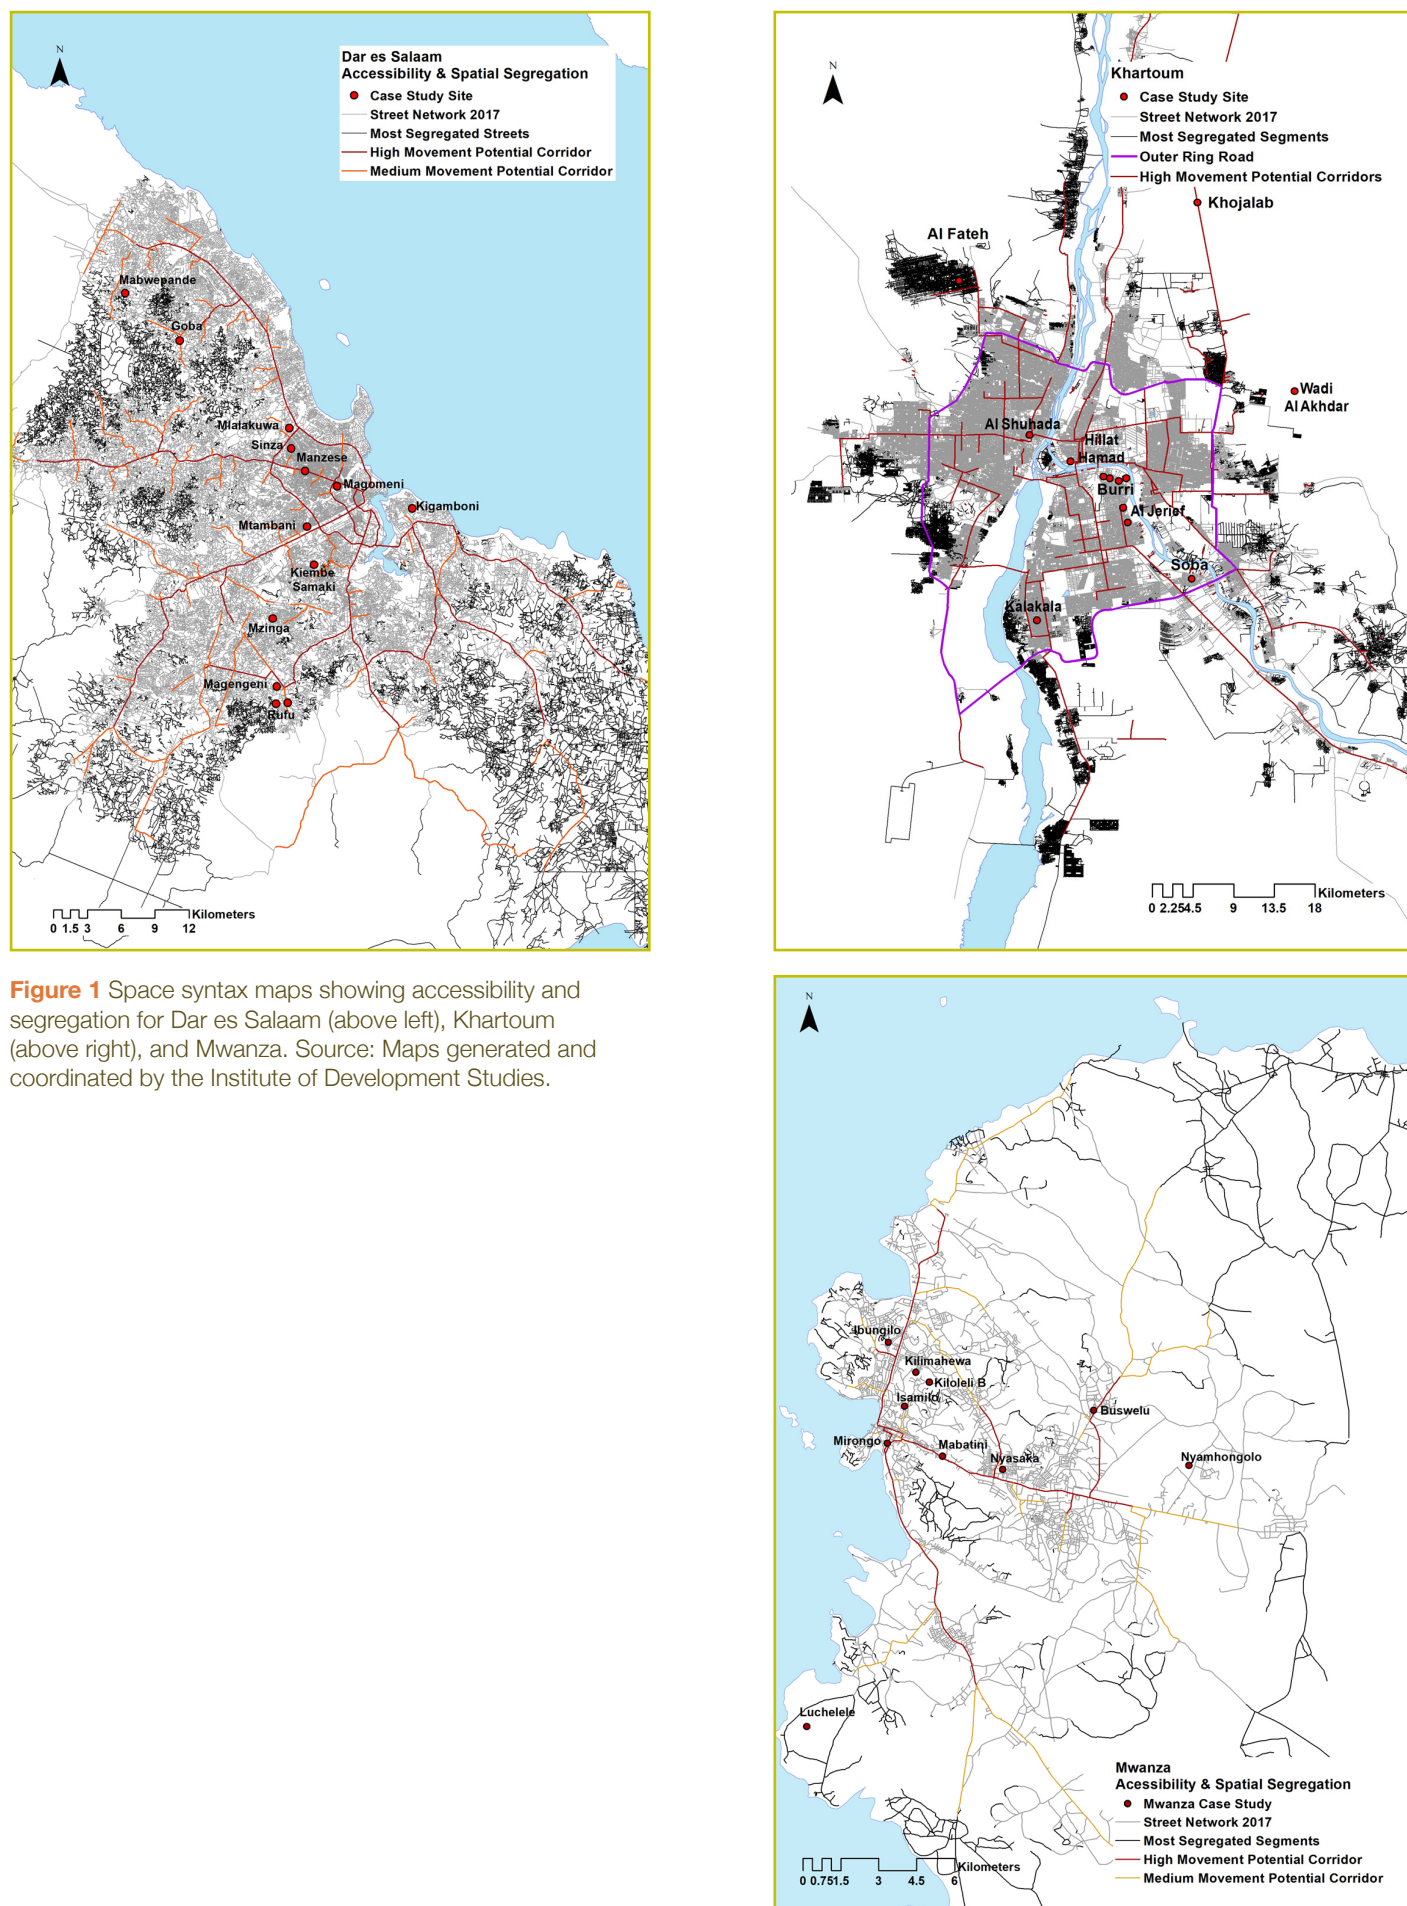 N
Dar es Salaam
Accessibility & Spatial Segregation
Case Study Site
Street Network 2017
Most Segregated Streets
High Movement Potential Corridor
Medium Movement Potential Corridor
Mabwepande
Goba
Mlalakuwa
Sinza
Manzese
Magomeni
Kigamboni
Mtambani
Kiembe
Samaki
Mzinga
Magengeni
Rufu
Kilometers
0 1.5 3 6 9 12
N
Khartoum
Case Study Site
Street Network 2017
Most Segregated Segments
Outer Ring Road
High Movement Potential Corridors
Khojalab
Al Fateh
Wadi
Al Akhdar
Al Shuhada
Hillat
Hamad
Burri
Al Jerief
Soba
Kalakala
Kilometers
0 2.254.5 9 13.5 18
Figure 1 Space syntax maps showing accessibility and
segregation for Dar es Salaam (above left), Khartoum
(above right), and Mwanza. Source: Maps generated and
coordinated by the Institute of Development Studies.
N
Ibungilo
Kilimahewa
Kiloleli B
Isamilo
Buswelu
Mirongo
Mabatini
Nyasaka
Nyamhongolo
Luchelele
Mwanza
Acessibility & Spatial Segregation
Mwanza Case Study
Street Network 2017
Most Segregated Segments
High Movement Potential Corridor
Medium Movement Potential Corridor
Kilometers
0 0.751.5 3 4.5 6